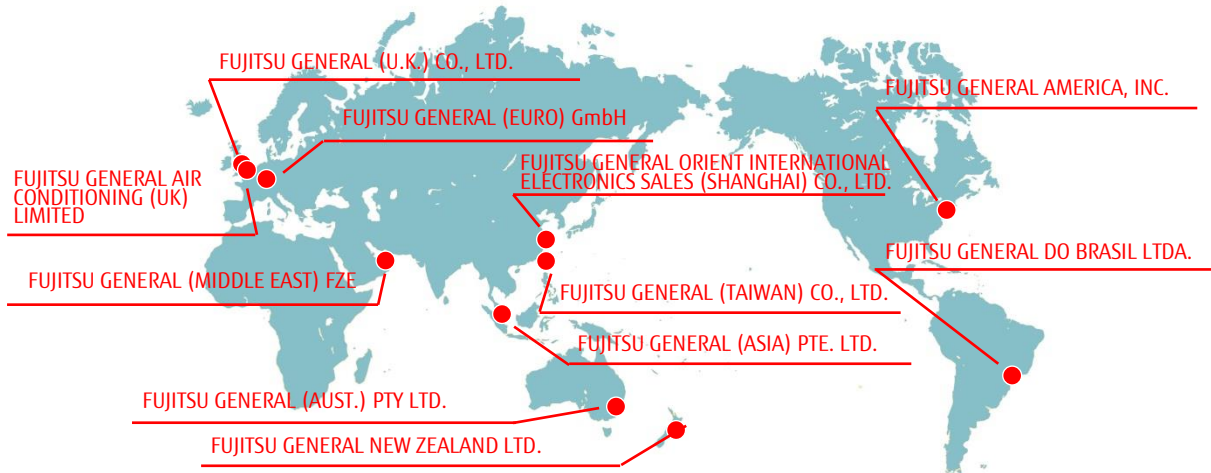 FUJITSU GENERAL (U.K.) CO., LTD.
FUJITSU GENERAL AMERICA, INC.
FUJITSU GENERAL (EURO) GmbH
FUJITSU GENERAL ORIENT INTERNATIONAL
ELECTRONICS SALES (SHANGHAI) CO., LTD.
FUJITSU GENERAL AIR
CONDITIONING (UK)
LIMITED
FUJITSU GENERAL DO BRASIL LTDA.
FUJITSU GENERAL (MIDDLE EAST) FZE
FUJITSU GENERAL (TAIWAN) CO., LTD.
FUJITSU GENERAL (ASIA) PTE. LTD.
FUJITSU GENERAL (AUST.) PTY LTD.
FUJITSU GENERAL NEW ZEALAND LTD.